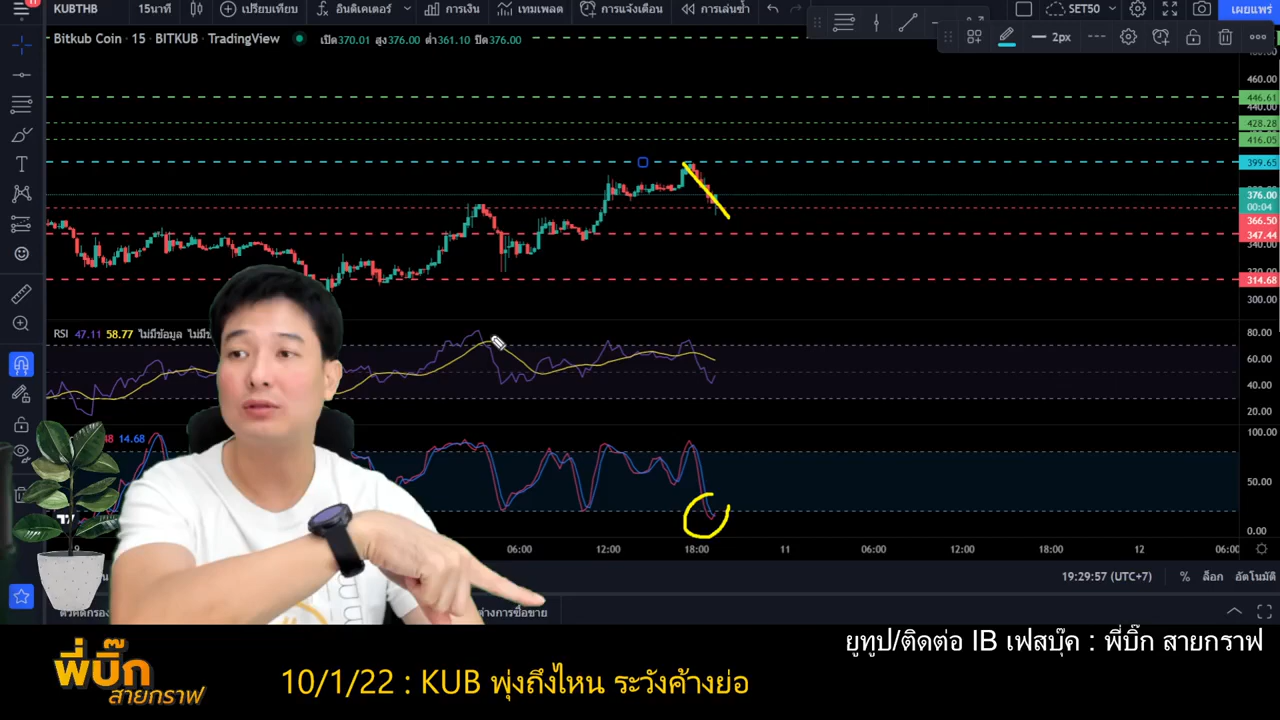 11
KUBTHB 15นาที เปรียบเทียบ อินดิเคเตอร์ การเงิน เทมเพลต การแจ้งเตือน การเล่นซ้ำ SET50 เผยแพร่
Bitkub Coin · 15 · BITKUB · TradingView เปิด370.01 สูง376.00 ต่ำ361.10 ปิด376.00
2px
460.00
446.61
440.00
428.28
416.05
399.65
376.00
00:04
366.50
347.44
340.00
314.68
300.00
RSI 47.11 58.77 ไม่มีข้อมูล
80.00
60.00
40.00
20.00
14.68
100.00
50.00
0.00
06:00 12:00 18:00 11 06:00 12:00 18:00 12 06:00
19:29:57 (UTC+7) % ล็อก อัตโนมัติ
พี่บิ๊ก
สายกราฟ
ยูทูป/ติดต่อ IB เฟสบุ๊ค : พี่บิ๊ก สายกราฟ
10/1/22 : KUB พุ่งถึงไหน ระวังค้างย่อ